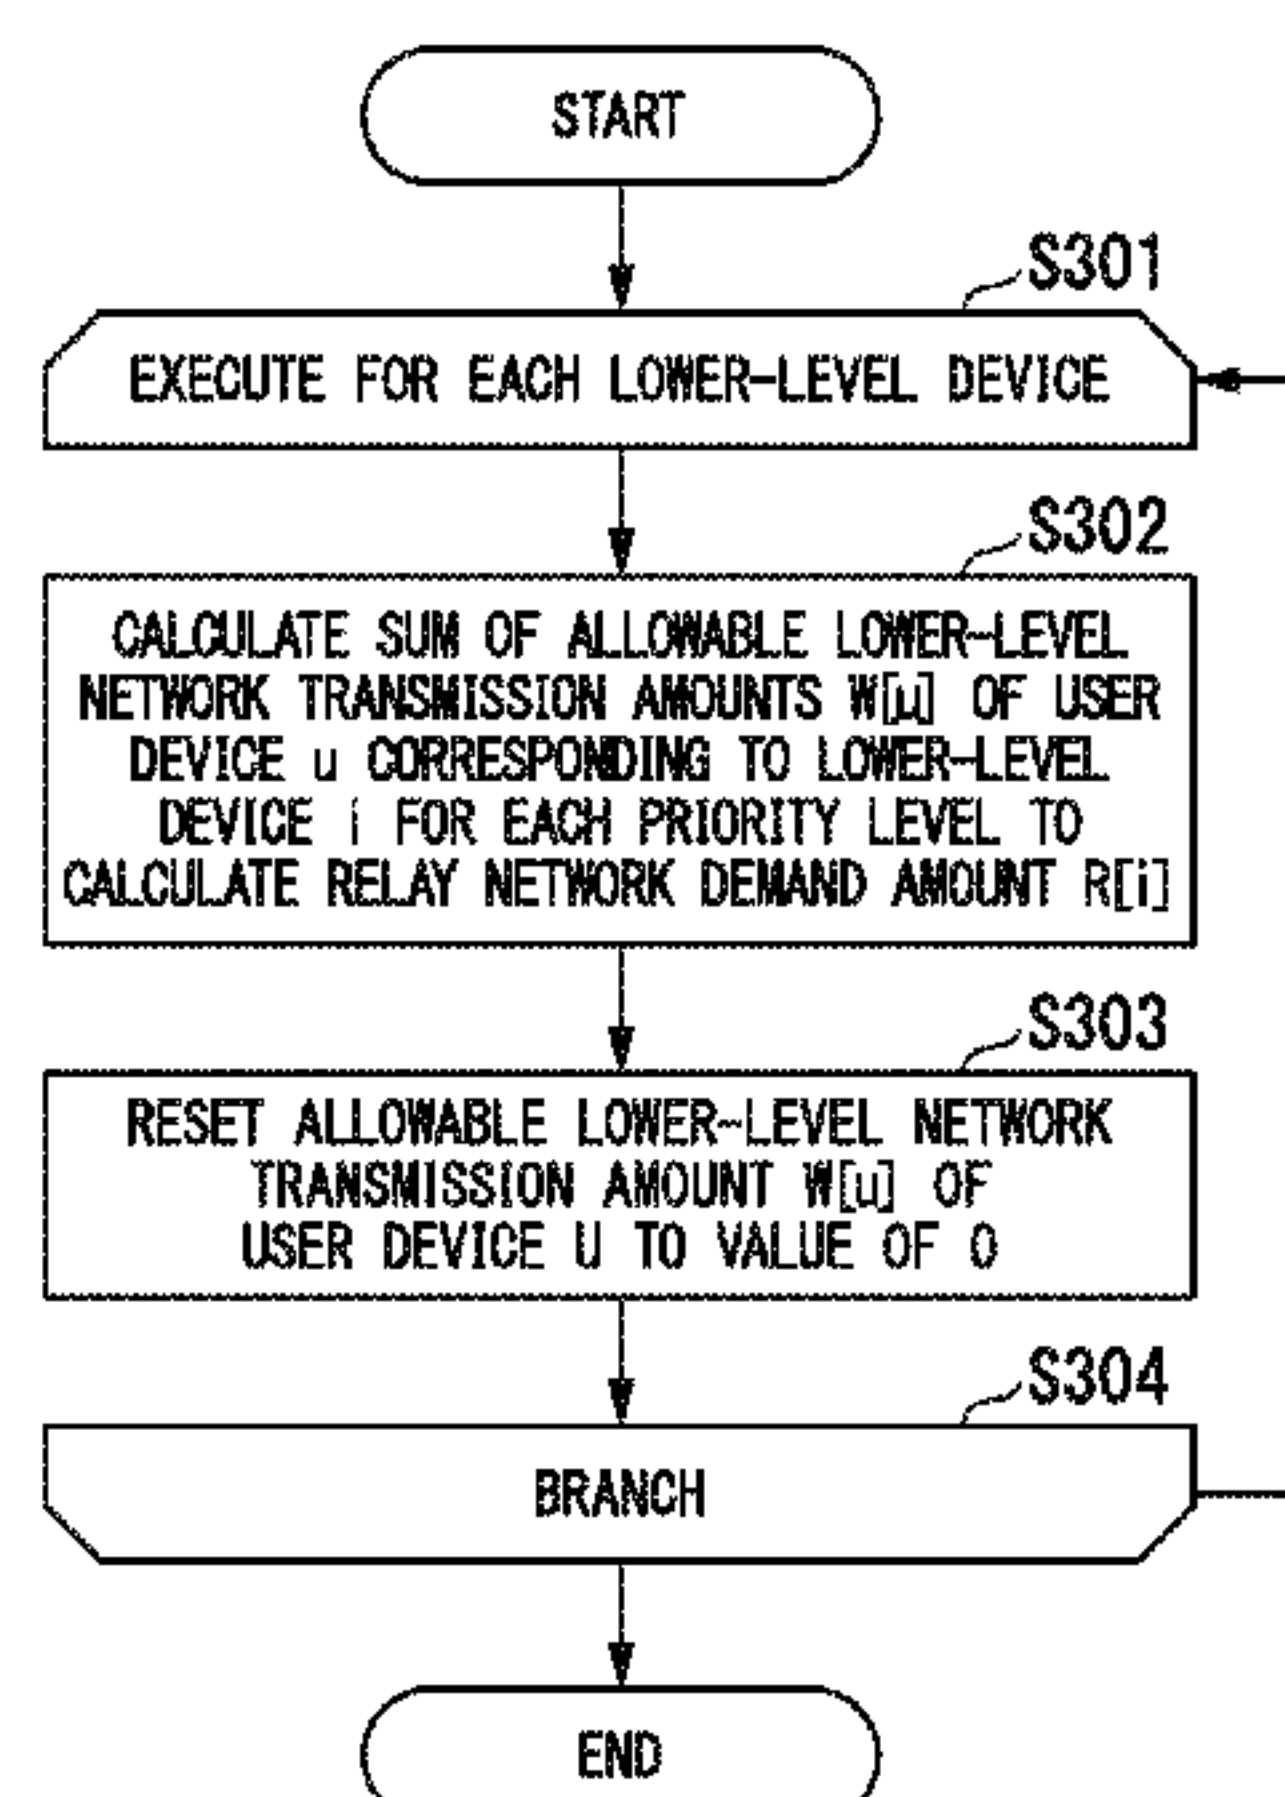 START
S301
EXECUTE FOR EACH LOWER-LEVEL DEVICE
S302
CALCULATE SUM OF ALLOWABLE LOWER-LEVEL
NETWORK TRANSMISSION AMOUNTS W[u] OF USER
DEVICE u CORRESPONDING TO LOWER-LEVEL
DEVICE i FOR EACH PRIORITY LEVEL TO
CALCULATE RELAY NETWORK DEMAND AMOUNT R[i]
S303
RESET ALLOWABLE LOWER-LEVEL NETWORK
TRANSMISSION AMOUNT W[u] OF
USER DEVICE U TO VALUE OF 0
S304
BRANCH
END